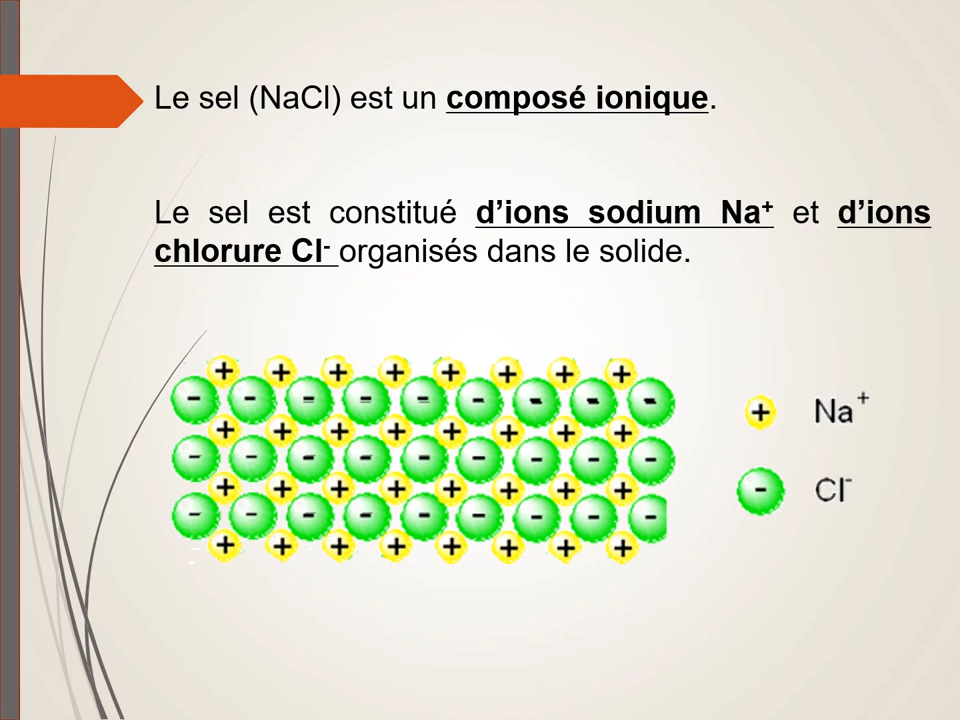 Le sel (NaCl) est un composé ionique.
Le sel est constitué d’ions sodium Na⁺ et d’ions
chlorure Cl⁻ organisés dans le solide.
+ + + + + + + +
- - - - - - - - -
+ + + + + + + +
- - - - - - - - -
+ + + + + + + +
- - - - - - - - -
+ + + + + + + +
+ Na⁺
- Cl⁻